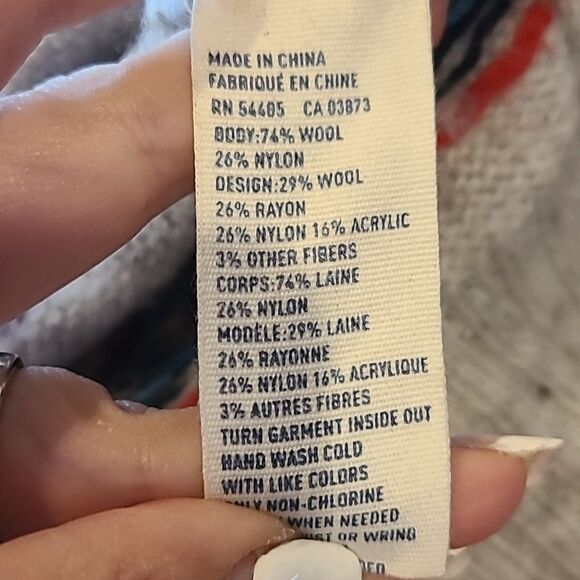 MADE IN CHINA
FABRIQUÉ EN CHINE
RN 54485 CA 03873
BODY:74% WOOL
26% NYLON
DESIGN:29% WOOL
26% RAYON
26% NYLON 16% ACRYLIC
3% OTHER FIBERS
CORPS:74% LAINE
26% NYLON
MODÈLE:29% LAINE
26% RAYONNE
26% NYLON 16% ACRYLIQUE
3% AUTRES FIBRES
TURN GARMENT INSIDE OUT
HAND WASH COLD
WITH LIKE COLORS
NON-CHLORINE
WHEN NEEDED
OR WRING